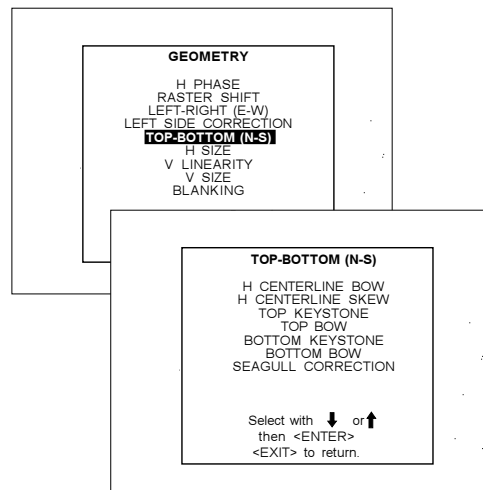 GEOMETRY
H PHASE
RASTER SHIFT
LEFT-RIGHT (E-W)
LEFT SIDE CORRECTION
TOP-BOTTOM (N-S)
H SIZE
V LINEARITY
V SIZE
BLANKING
TOP-BOTTOM (N-S)
H CENTERLINE BOW
H CENTERLINE SKEW
TOP KEYSTONE
TOP BOW
BOTTOM KEYSTONE
BOTTOM BOW
SEAGULL CORRECTION
Select with ⬇ or ⬆
then <ENTER>
<EXIT> to return.